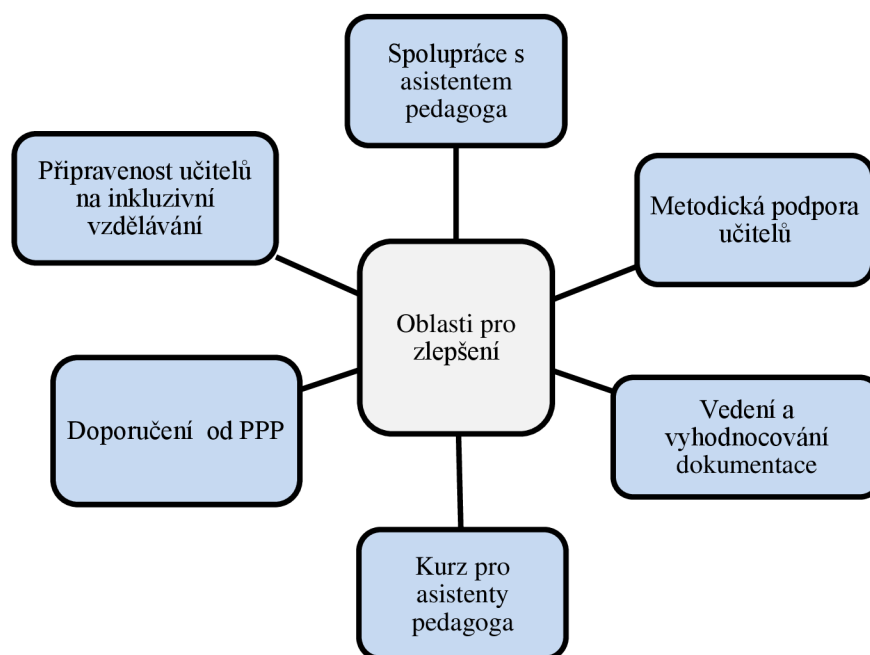 Spolupráce s
asistentem
pedagoga
Připravenost učitelů
na inkluzivní
vzdělávání
Metodická podpora
učitelů
Oblasti pro
zlepšení
Doporučení  od PPP
Vedení a
vyhodnocování
dokumentace
Kurz pro
asistenty
pedagoga